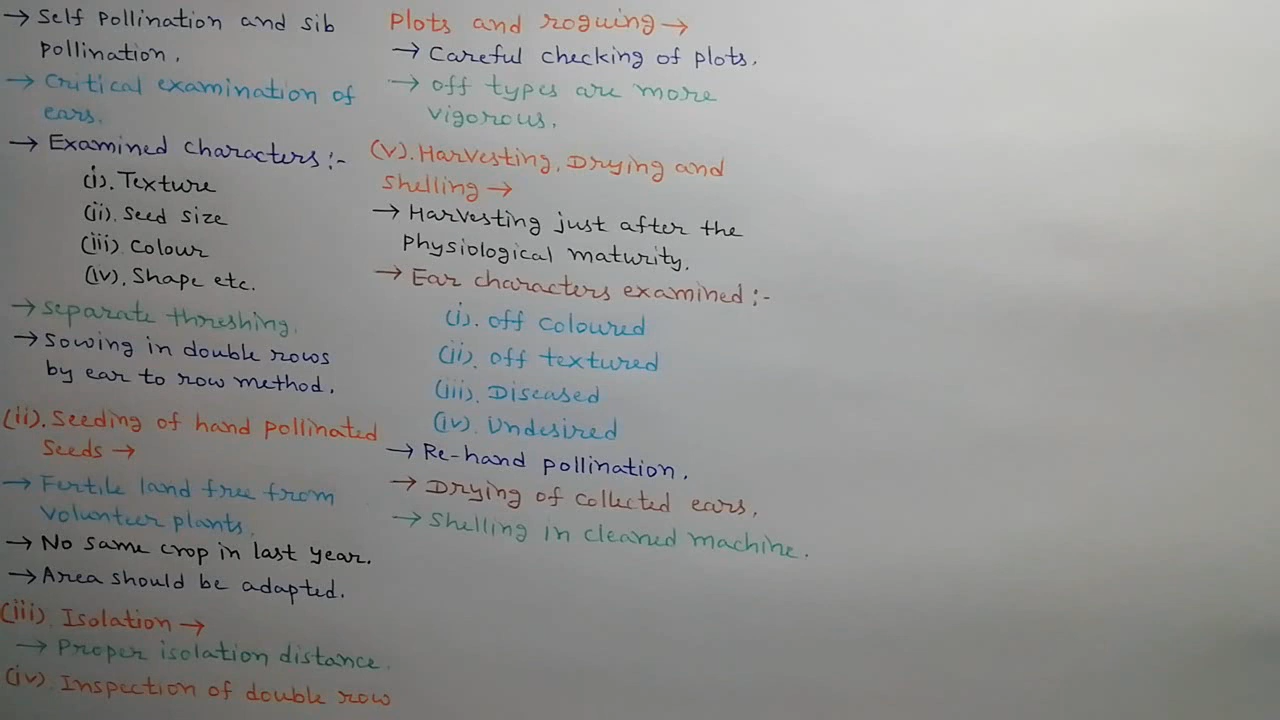 → Self pollination and sib
pollination.
→ Critical examination of
ears.
→ Examined characters :-
(i). Texture
(ii). Seed size
(iii). Colour
(iv). Shape etc.
→ Separate threshing.
→ Sowing in double rows
by ear to row method.
(ii). Seeding of hand pollinated
Seeds →
→ Fertile land free from
volunteer plants.
→ No same crop in last year.
→ Area should be adapted.
(iii). Isolation →
→ Proper isolation distance.
(iv). Inspection of double row
Plots and roguing →
→ Careful checking of plots.
→ off types are more
vigorous.
(v). Harvesting, Drying and
Shelling →
→ Harvesting just after the
physiological maturity.
→ Ear characters examined :-
(i). off coloured
(ii). off textured
(iii). Diseased
(iv). Undesired
→ Re-hand pollination.
→ Drying of collected ears.
→ Shelling in cleaned machine.